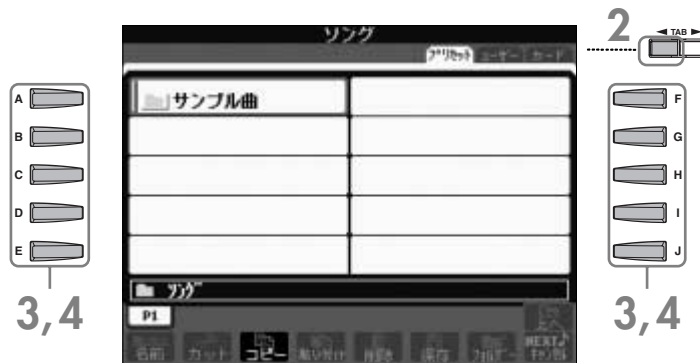 ソング
プリセット ユーザー カード
2
◄ TAB ►
サンプル曲
A
B
C
D
E
F
G
H
I
J
3,4
3,4
ソング
P1
名前 カット コピー 貼り付け 削除 保存 フォルダー
NEXT